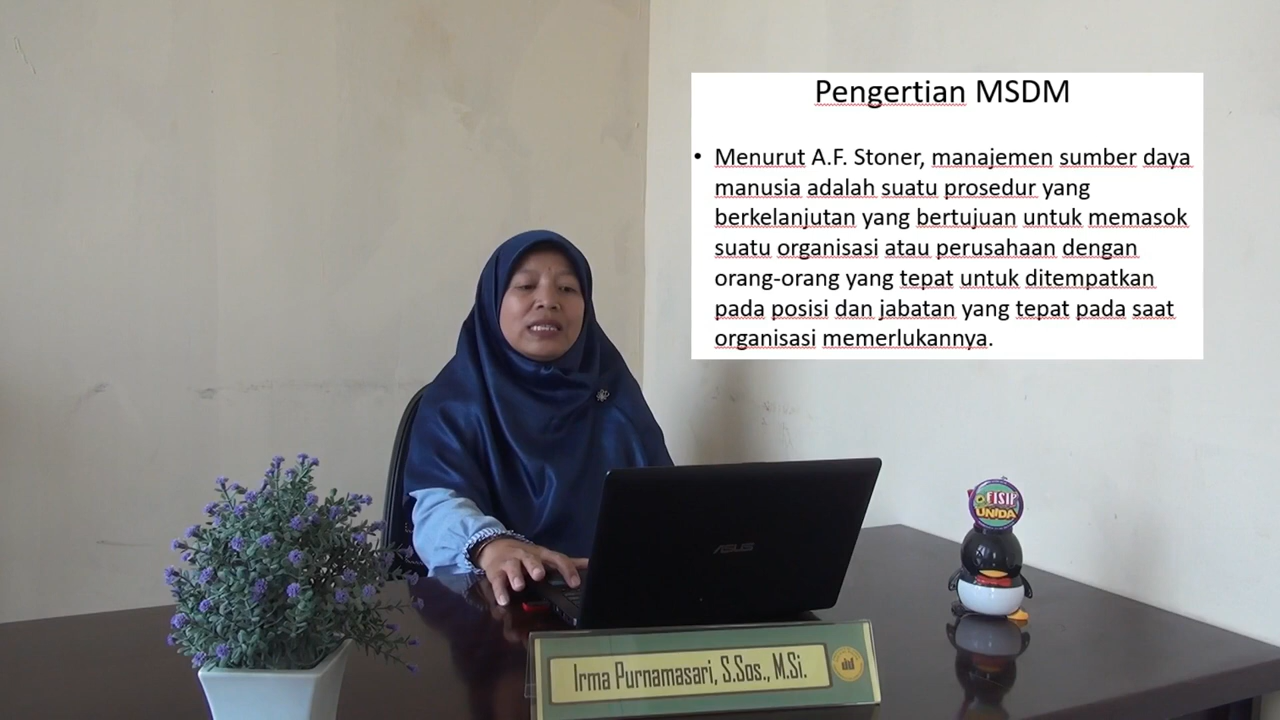 Pengertian MSDM
• Menurut A.F. Stoner, manajemen sumber daya
manusia adalah suatu prosedur yang
berkelanjutan yang bertujuan untuk memasok
suatu organisasi atau perusahaan dengan
orang-orang yang tepat untuk ditempatkan
pada posisi dan jabatan yang tepat pada saat
organisasi memerlukannya.
FISIP
UNIDA
ASUS
Irma Purnamasari, S.Sos., M.Si.